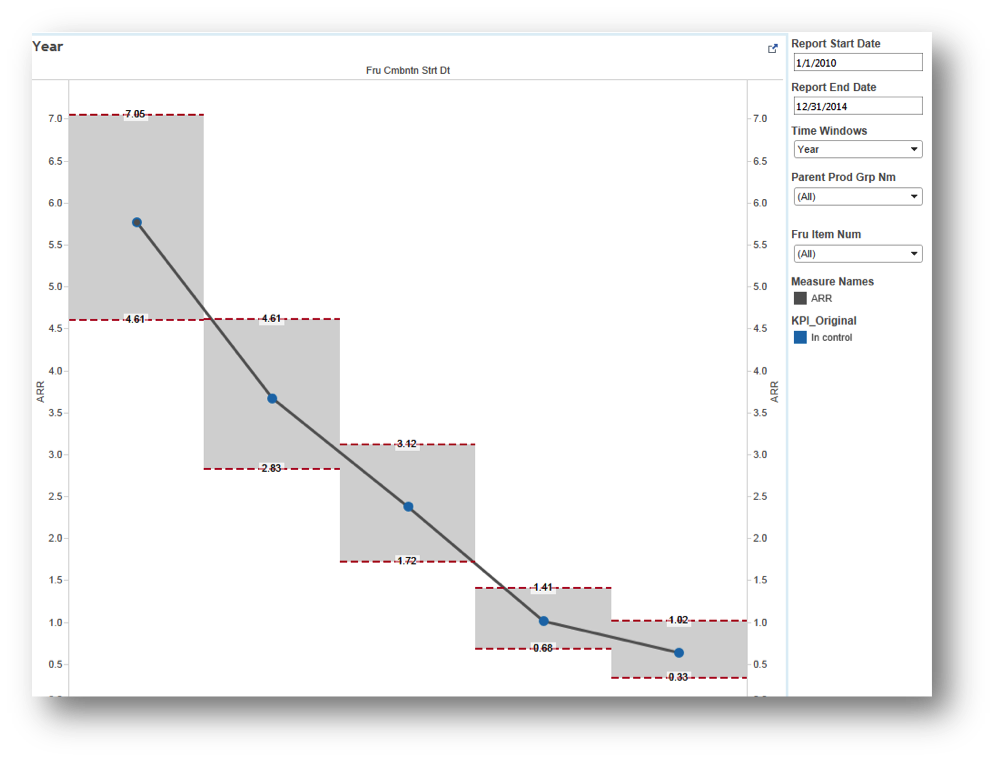 Year
Fru Cmbntn Strt Dt
7.0
6.5
6.0
5.5
5.0
4.5
4.0
3.5
3.0
2.5
2.0
1.5
1.0
0.5
ARR
7.05
4.61
4.61
2.83
3.12
1.72
1.41
0.68
1.02
0.33
7.0
6.5
6.0
5.5
5.0
4.5
4.0
3.5
3.0
2.5
2.0
1.5
1.0
0.5
ARR
Report Start Date
1/1/2010
Report End Date
12/31/2014
Time Windows
Year
Parent Prod Grp Nm
(All)
Fru Item Num
(All)
Measure Names
ARR
KPI_Original
In control